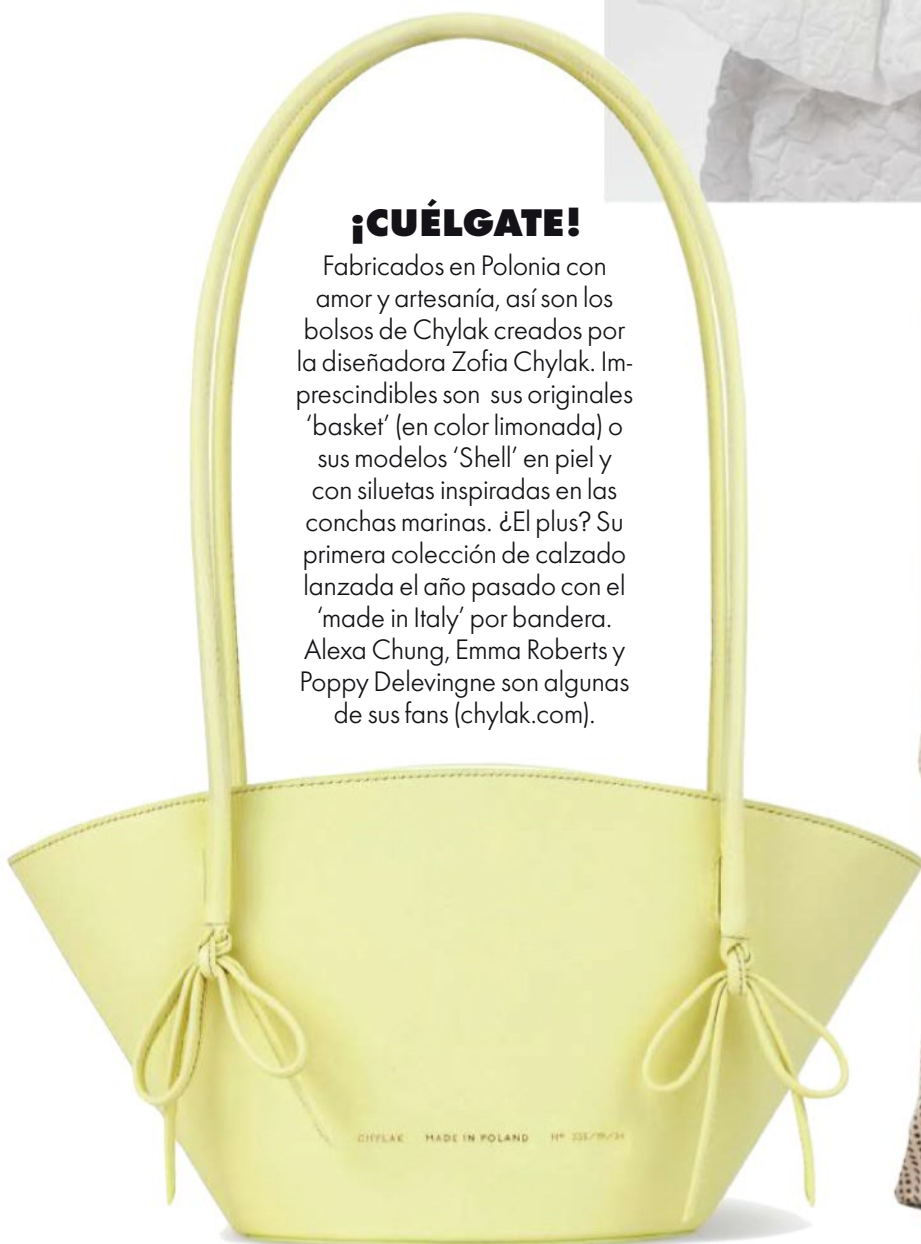 ¡CUÉLGATE!
Fabricados en Polonia con
amor y artesanía, así son los
bolsos de Chylak creados por
la diseñadora Zofia Chylak. Im-
prescindibles son sus originales
‘basket’ (en color limonada) o
sus modelos ‘Shell’ en piel y
con siluetas inspiradas en las
conchas marinas. ¿El plus? Su
primera colección de calzado
lanzada el año pasado con el
‘made in Italy’ por bandera.
Alexa Chung, Emma Roberts y
Poppy Delevingne son algunas
de sus fans (chylak.com).
CHYLAK MADE IN POLAND Nº